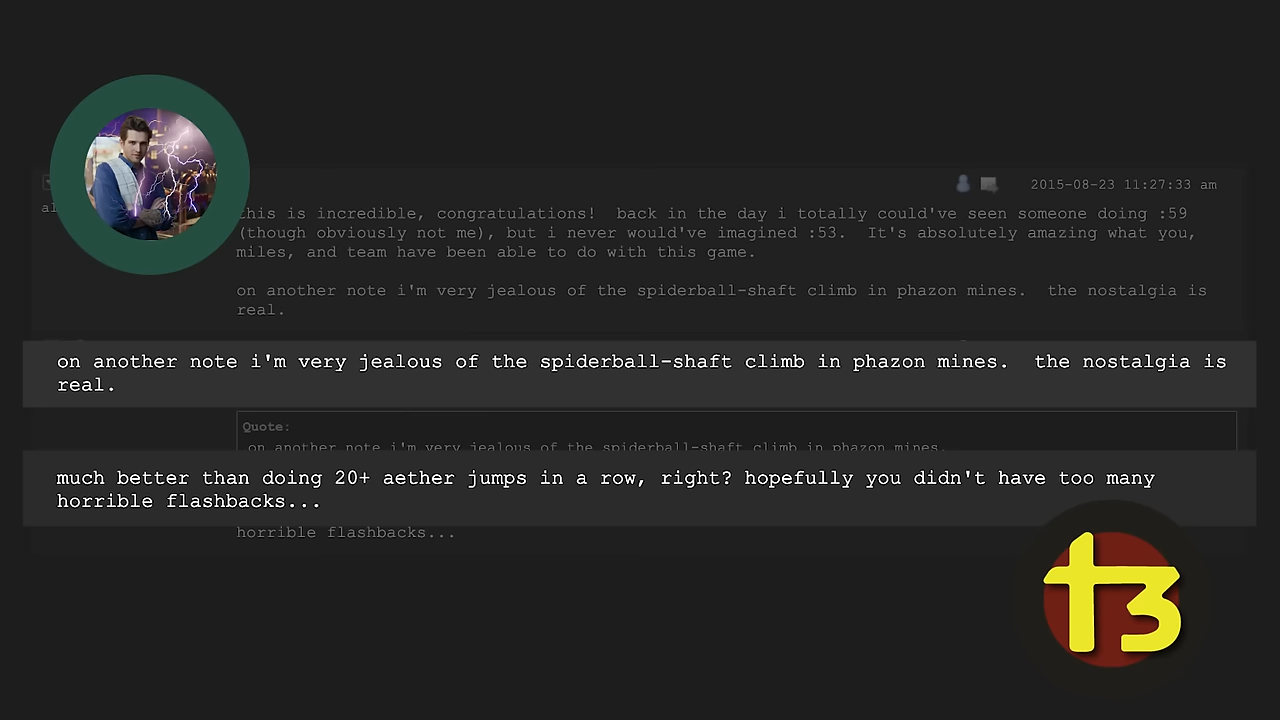 2015-08-23 11:27:33 am
al
this is incredible, congratulations!  back in the day i totally could've seen someone doing :59
(though obviously not me), but i never would've imagined :53.  It's absolutely amazing what you,
miles, and team have been able to do with this game.
on another note i'm very jealous of the spiderball-shaft climb in phazon mines.  the nostalgia is
real.
on another note i'm very jealous of the spiderball-shaft climb in phazon mines.  the nostalgia is
real.
Quote:
on another note i'm very jealous of the spiderball-shaft climb in phazon mines.
much better than doing 20+ aether jumps in a row, right? hopefully you didn't have too many
horrible flashbacks...
horrible flashbacks...
t3